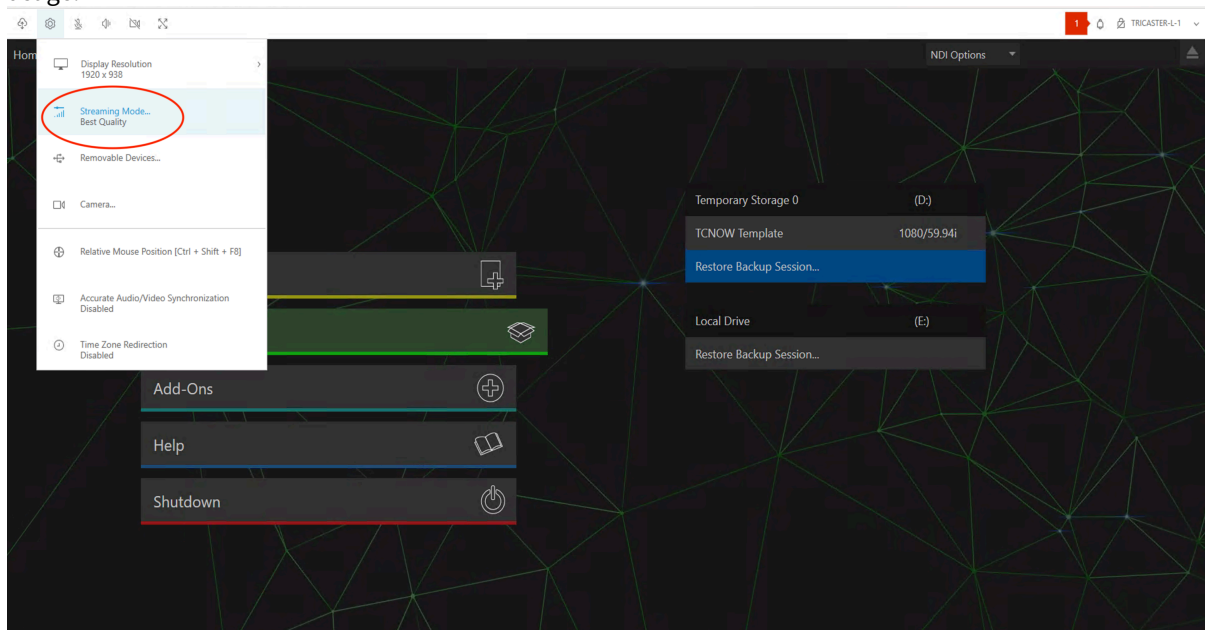 1
TRICASTER-L-1
NDI Options
Display Resolution
1920 x 938
Streaming Mode...
Best Quality
Removable Devices...
Camera...
Relative Mouse Position [Ctrl + Shift + F8]
Accurate Audio/Video Synchronization
Disabled
Time Zone Redirection
Disabled
Add-Ons
Help
Shutdown
Temporary Storage 0 (D:)
TCNOW Template 1080/59.94i
Restore Backup Session...
Local Drive (E:)
Restore Backup Session...